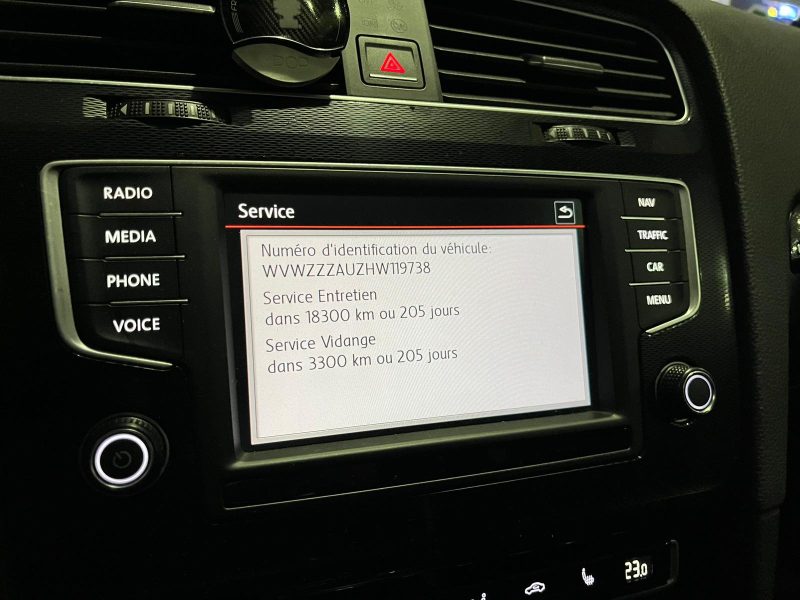 RADIO
MEDIA
PHONE
VOICE
Service
Numéro d'identification du véhicule:
WVWZZZAUZHW119738
Service Entretien
dans 18300 km ou 205 jours
Service Vidange
dans 3300 km ou 205 jours
NAV
TRAFFIC
CAR
MENU
23.0